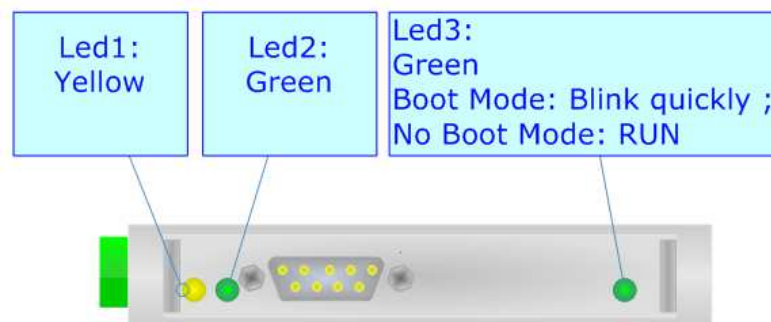 Led1:
Yellow
Led2:
Green
Led3:
Green
Boot Mode: Blink quickly ;
No Boot Mode: RUN